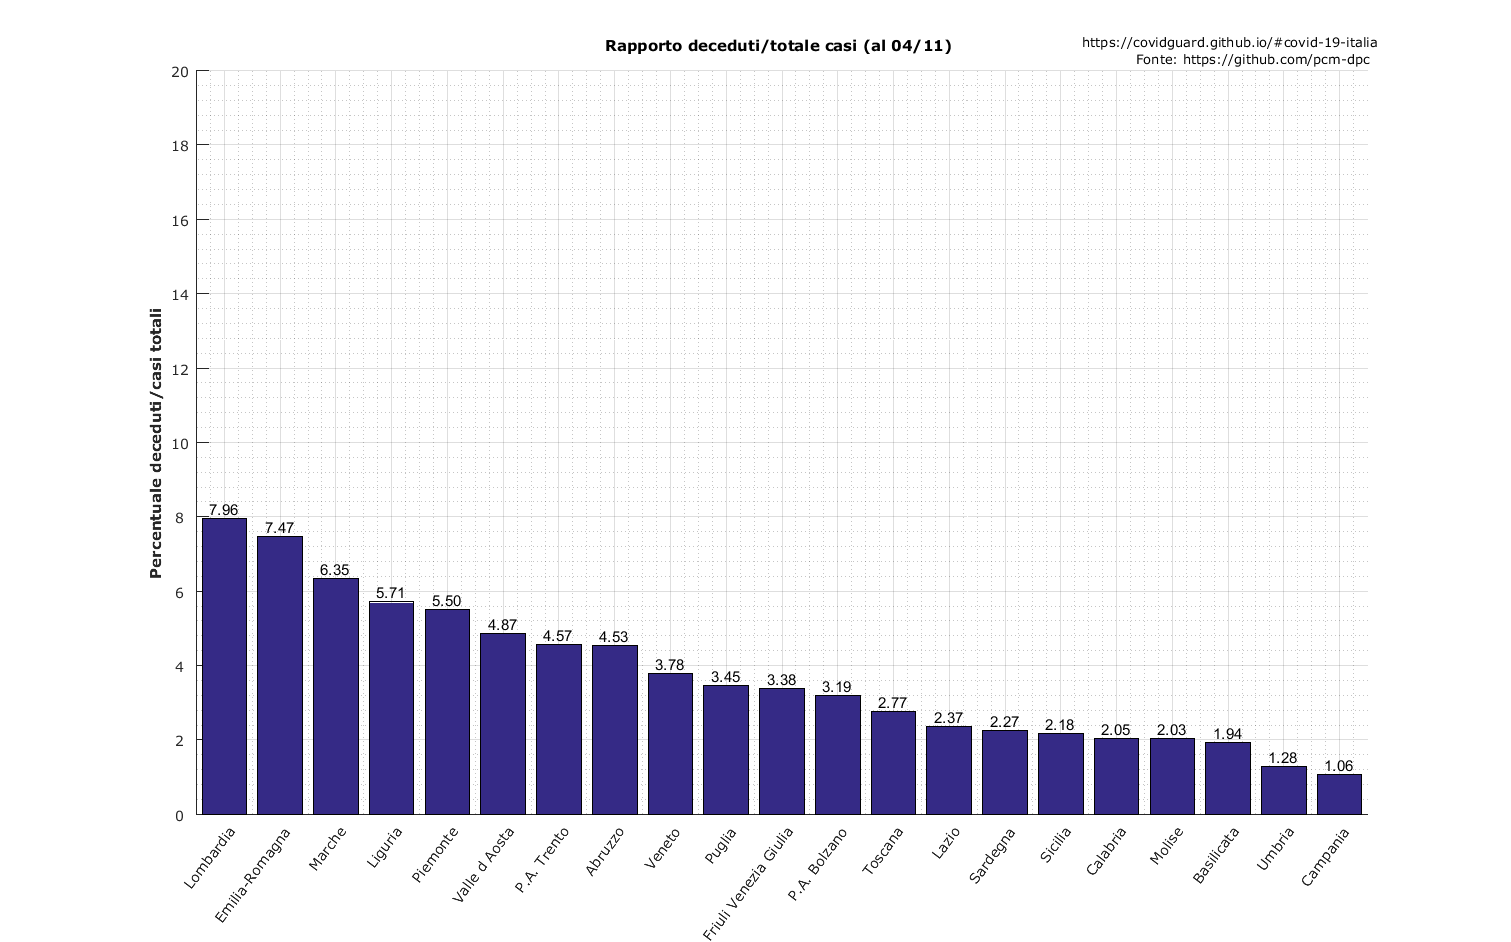 Rapporto deceduti/totale casi (al 04/11)
https://covidguard.github.io/#covid-19-italia
Fonte: https://github.com/pcm-dpc
Percentuale deceduti/casi totali
20
18
16
14
12
10
8
6
4
2
0
7.96
7.47
6.35
5.71
5.50
4.87
4.57
4.53
3.78
3.45
3.38
3.19
2.77
2.37
2.27
2.18
2.05
2.03
1.94
1.28
1.06
Lombardia
Emilia-Romagna
Marche
Liguria
Piemonte
Valle d Aosta
P.A. Trento
Abruzzo
Veneto
Puglia
Friuli Venezia Giulia
P.A. Bolzano
Toscana
Lazio
Sardegna
Sicilia
Calabria
Molise
Basilicata
Umbria
Campania